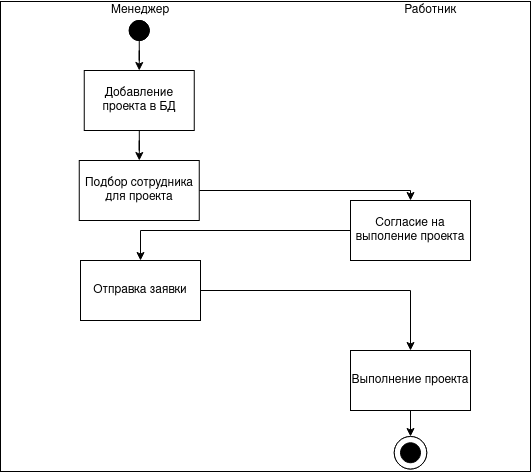 Менеджер
Работник
Добавление
проекта в БД
Подбор сотрудника
для проекта
Согласие на
выполение проекта
Отправка заявки
Выполнение проекта